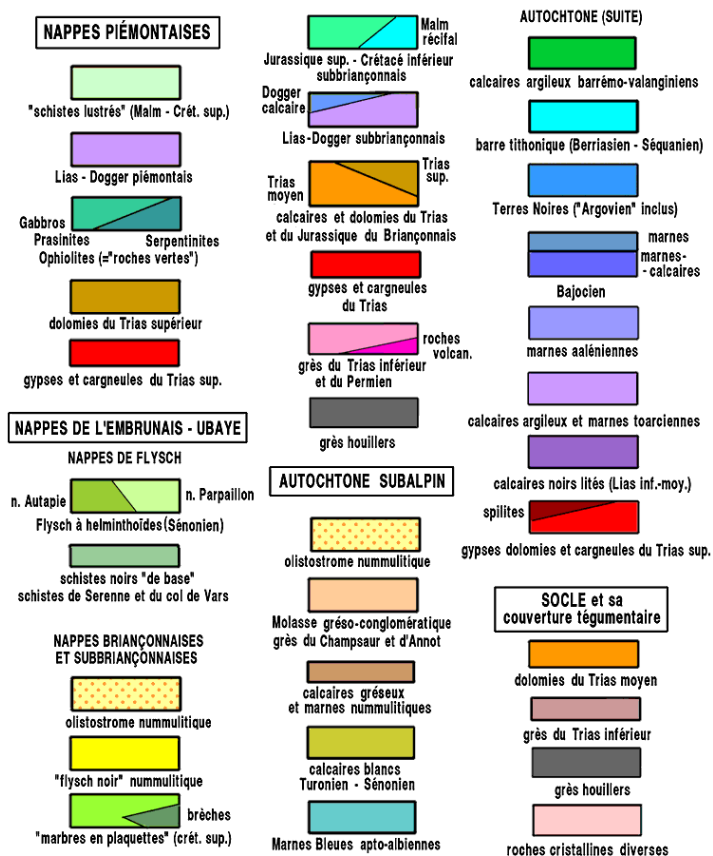 NAPPES PIÉMONTAISES
"schistes lustrés" (Malm - Crét. sup.)
Lias - Dogger piémontais
Gabbros
Prasinites
Serpentinites
Ophiolites (="roches vertes")
dolomies du Trias supérieur
gypses et cargneules du Trias sup.
NAPPES DE L'EMBRUNAIS - UBAYE
NAPPES DE FLYSCH
n. Autapie
n. Parpaillon
Flysch à helminthoïdes (Sénonien)
schistes noirs "de base"
schistes de Serenne et du col de Vars
NAPPES BRIANÇONNAISES
ET SUBBRIANÇONNAISES
olistostrome nummulitique
"flysch noir" nummulitique
brèches
"marbres en plaquettes" (crét. sup.)
Malm
récifal
Jurassique sup. - Crétacé inférieur
subbriançonnais
Dogger
calcaire
Lias-Dogger subbriançonnais
Trias
moyen
Trias
sup.
calcaires et dolomies du Trias
et du Jurassique du Briançonnais
gypses et cargneules
du Trias
roches
volcan.
grès du Trias inférieur
et du Permien
grès houillers
AUTOCHTONE SUBALPIN
olistostrome nummulitique
Molasse gréso-conglomératique
grès du Champsaur et d'Annot
calcaires gréseux
et marnes nummulitiques
calcaires blancs
Turonien - Sénonien
Marnes Bleues apto-albiennes
AUTOCHTONE (SUITE)
calcaires argileux barrémo-valanginiens
barre tithonique (Berriasien - Séquanien)
Terres Noires ("Argovien" inclus)
marnes
marnes-
-calcaires
Bajocien
marnes aaléniennes
calcaires argileux et marnes toarciennes
calcaires noirs lités (Lias inf.-moy.)
spilites
gypses dolomies et cargneules du Trias sup.
SOCLE et sa
couverture tégumentaire
dolomies du Trias moyen
grès du Trias inférieur
grès houillers
roches cristallines diverses